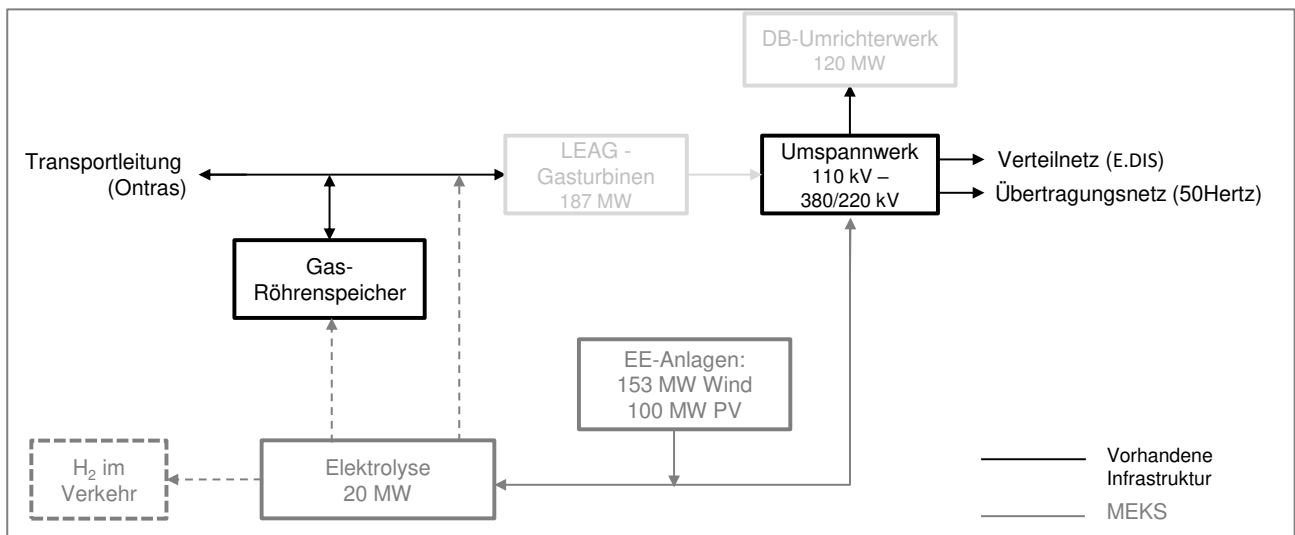 DB-Umrichterwerk
120 MW
Transportleitung
(Ontras)
LEAG -
Gasturbinen
187 MW
Umspannwerk
110 kV –
380/220 kV
Verteilnetz (E.DIS)
Übertragungsnetz (50Hertz)
Gas-
Röhrenspeicher
EE-Anlagen:
153 MW Wind
100 MW PV
H₂ im
Verkehr
Elektrolyse
20 MW
Vorhandene
Infrastruktur
MEKS